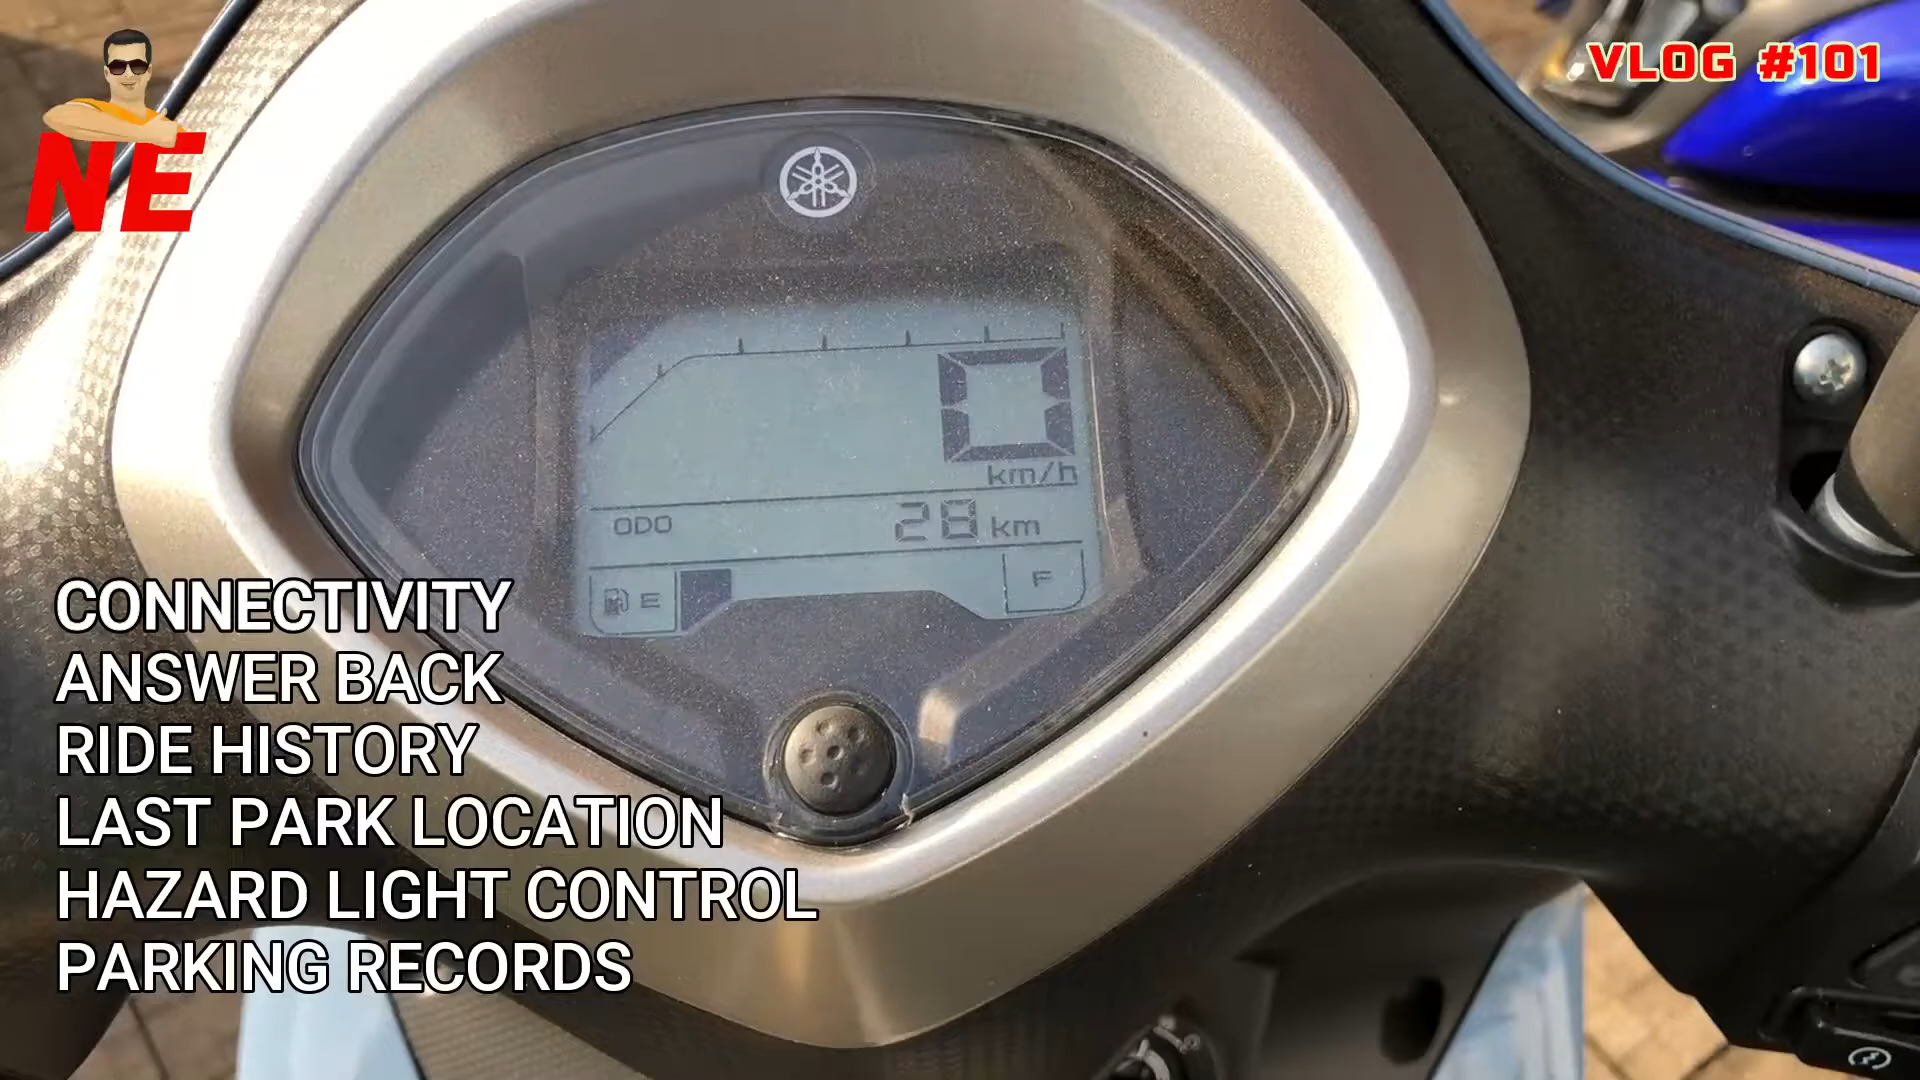 VLOG #101
NE
0
km/h
ODO 28 km
E F
CONNECTIVITY
ANSWER BACK
RIDE HISTORY
LAST PARK LOCATION
HAZARD LIGHT CONTROL
PARKING RECORDS